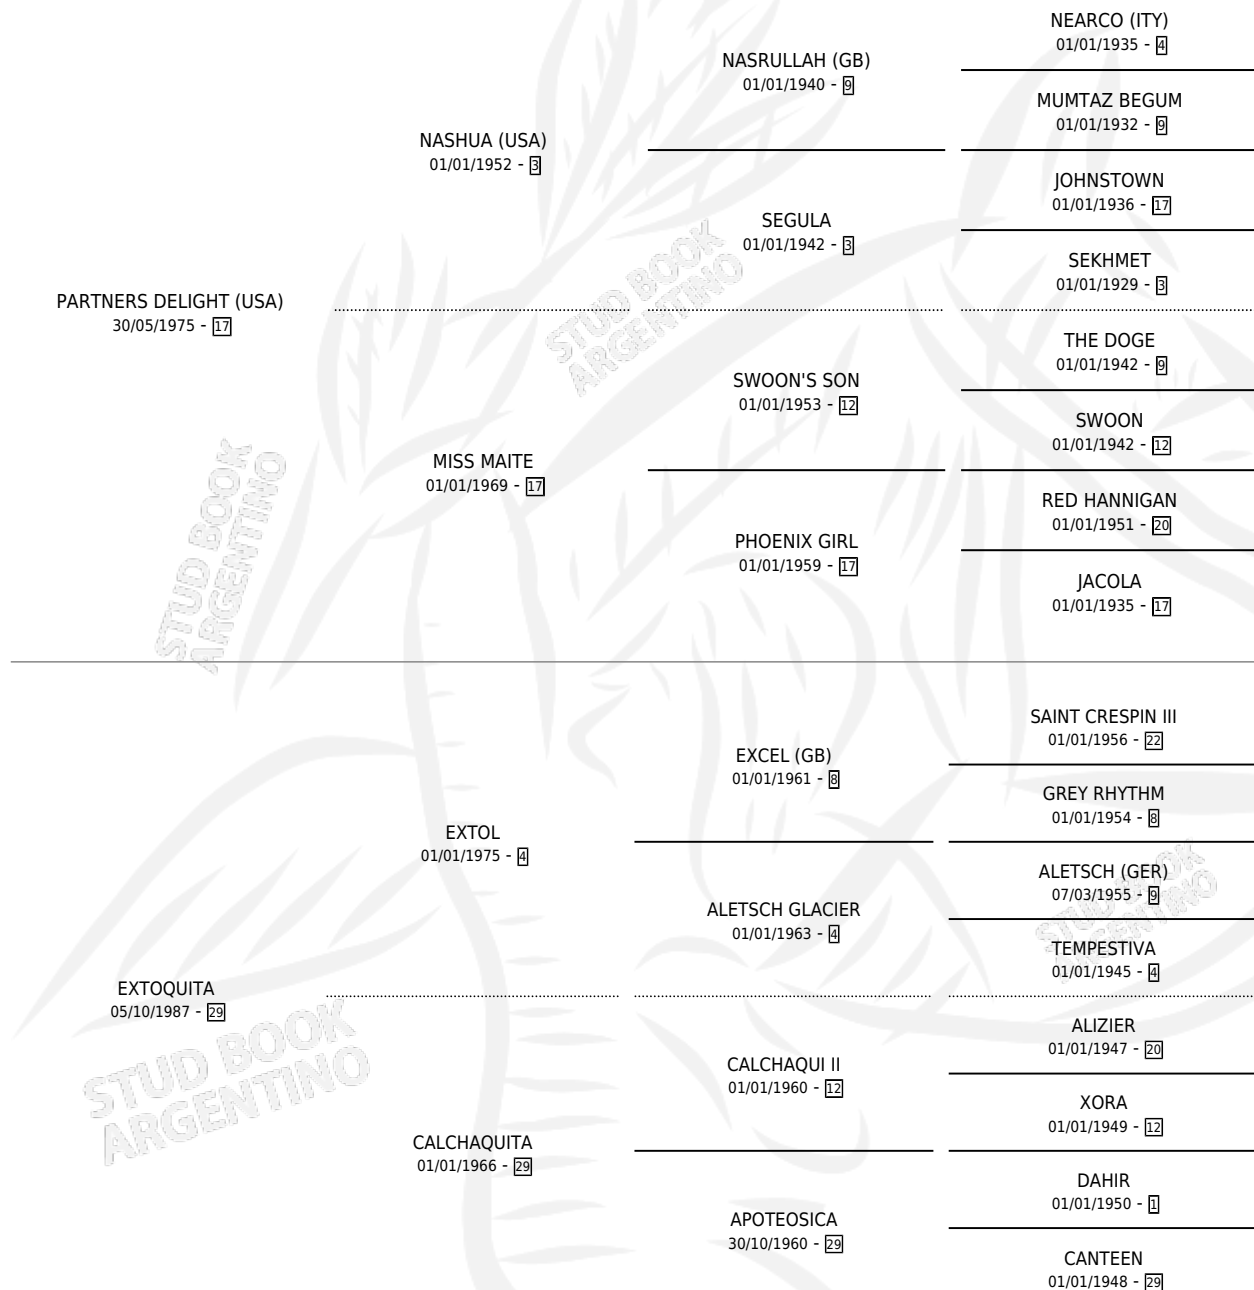 NEARCO (ITY)
01/01/1935 - 4
NASRULLAH (GB)
01/01/1940 - 9
MUMTAZ BEGUM
01/01/1932 - 9
NASHUA (USA)
01/01/1952 - 3
JOHNSTOWN
01/01/1936 - 17
SEGULA
01/01/1942 - 3
SEKHMET
01/01/1929 - 3
PARTNERS DELIGHT (USA)
30/05/1975 - 17
STUD BOOK
ARGENTINO
THE DOGE
01/01/1942 - 9
SWOON'S SON
01/01/1953 - 12
SWOON
01/01/1942 - 12
MISS MAITE
01/01/1969 - 17
RED HANNIGAN
01/01/1951 - 20
PHOENIX GIRL
01/01/1959 - 17
JACOLA
01/01/1935 - 17
STUD BOOK
ARGENTINO
SAINT CRESPIN III
01/01/1956 - 22
EXCEL (GB)
01/01/1961 - 8
GREY RHYTHM
01/01/1954 - 8
EXTOL
01/01/1975 - 4
ALETSCH (GER)
07/03/1955 - 9
ALETSCH GLACIER
01/01/1963 - 4
STUD BOOK
ARGENTINO
TEMPESTIVA
01/01/1945 - 4
EXTOQUITA
05/10/1987 - 29
ALIZIER
01/01/1947 - 20
CALCHAQUI II
01/01/1960 - 12
STUD BOOK
ARGENTINO
XORA
01/01/1949 - 12
CALCHAQUITA
01/01/1966 - 29
DAHIR
01/01/1950 - 1
APOTEOSICA
30/10/1960 - 29
CANTEEN
01/01/1948 - 29